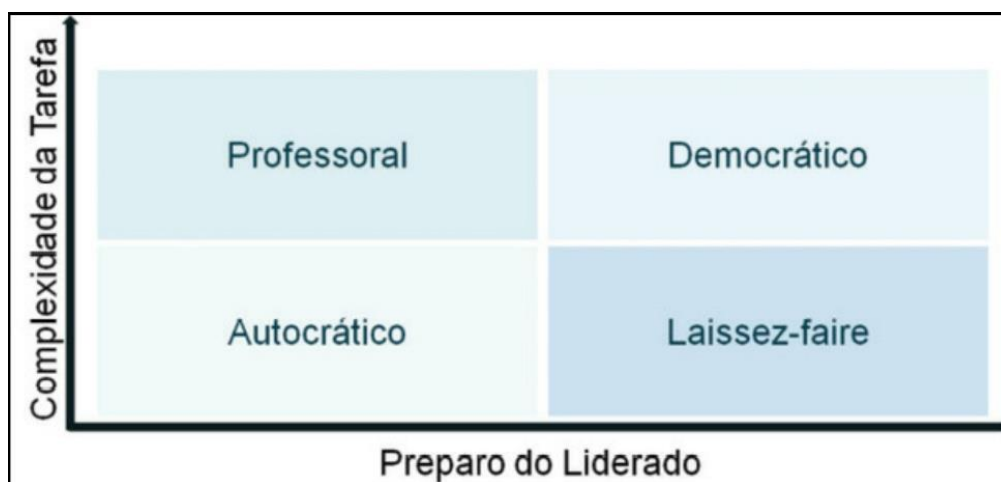 Complexidade da Tarefa
Professoral
Democrático
Autocrático
Laissez-faire
Preparo do Liderado